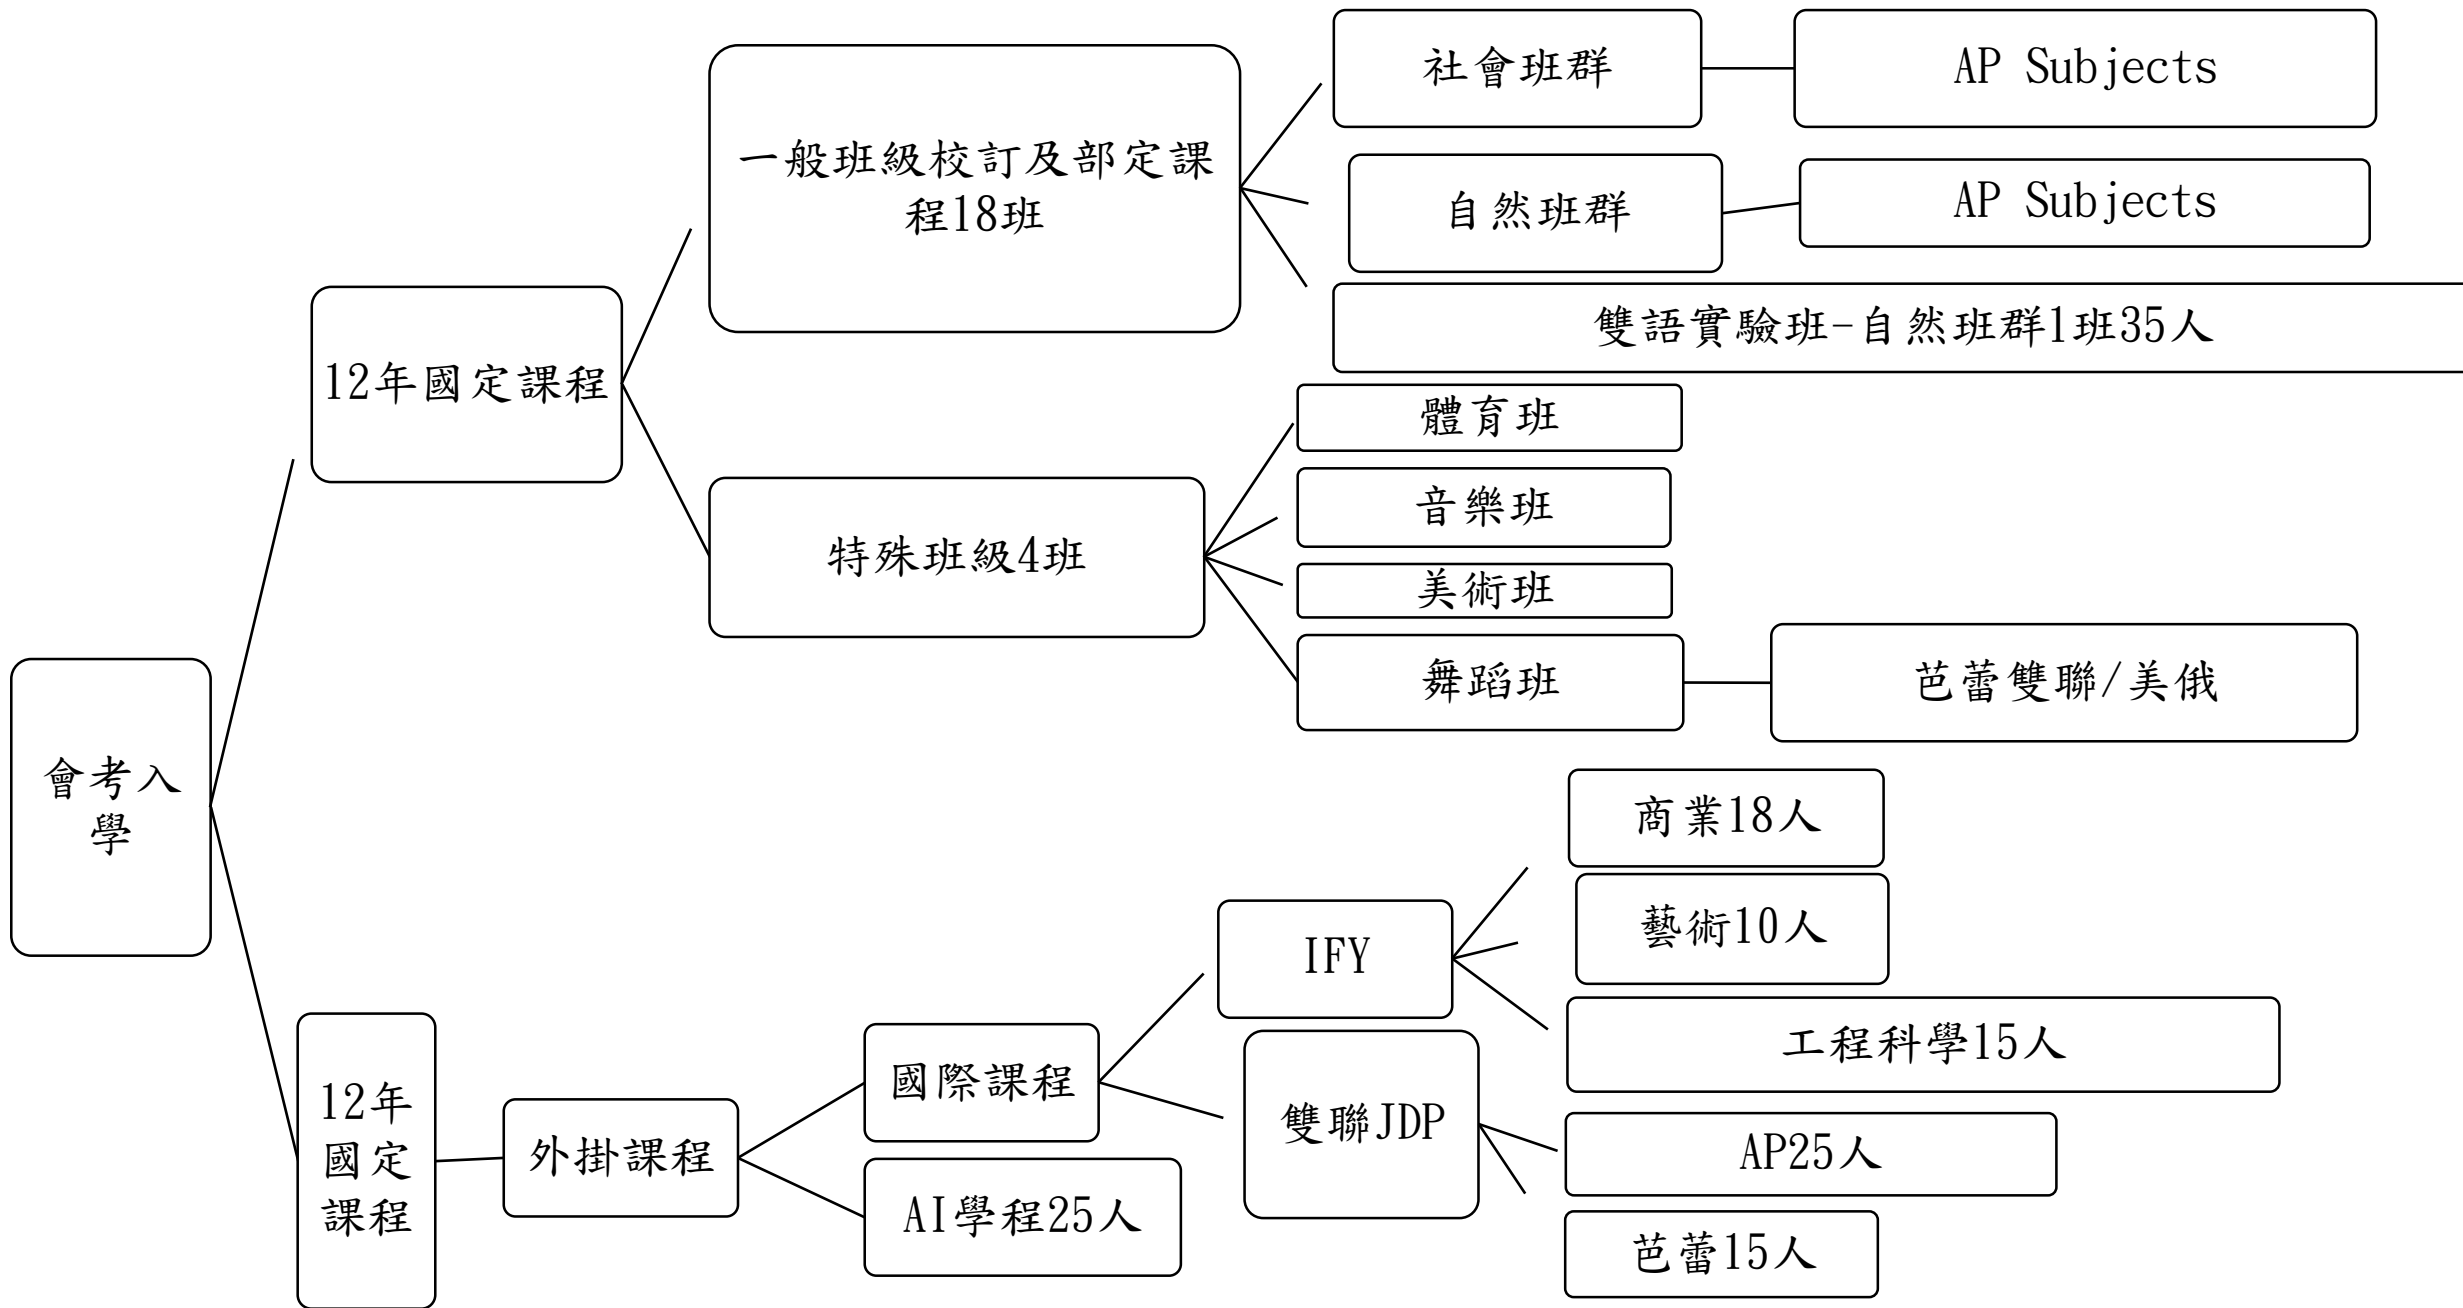 社會班群
AP Subjects
一般班級校訂及部定課
程18班
自然班群
AP Subjects
雙語實驗班-自然班群1班35人
12年國定課程
體育班
音樂班
特殊班級4班
美術班
舞蹈班
芭蕾雙聯/美俄
會考入
學
商業18人
藝術10人
IFY
工程科學15人
國際課程
雙聯JDP
12年
國定
課程
外掛課程
AP25人
AI學程25人
芭蕾15人